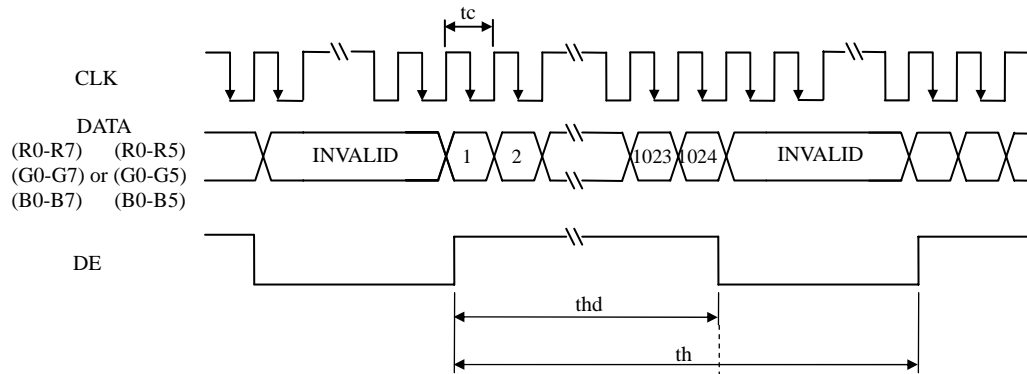 tc
CLK
DATA
(R0-R7) (R0-R5)
(G0-G7) or (G0-G5)
(B0-B7) (B0-B5)
INVALID 1 2 1023 1024 INVALID
DE
thd
th